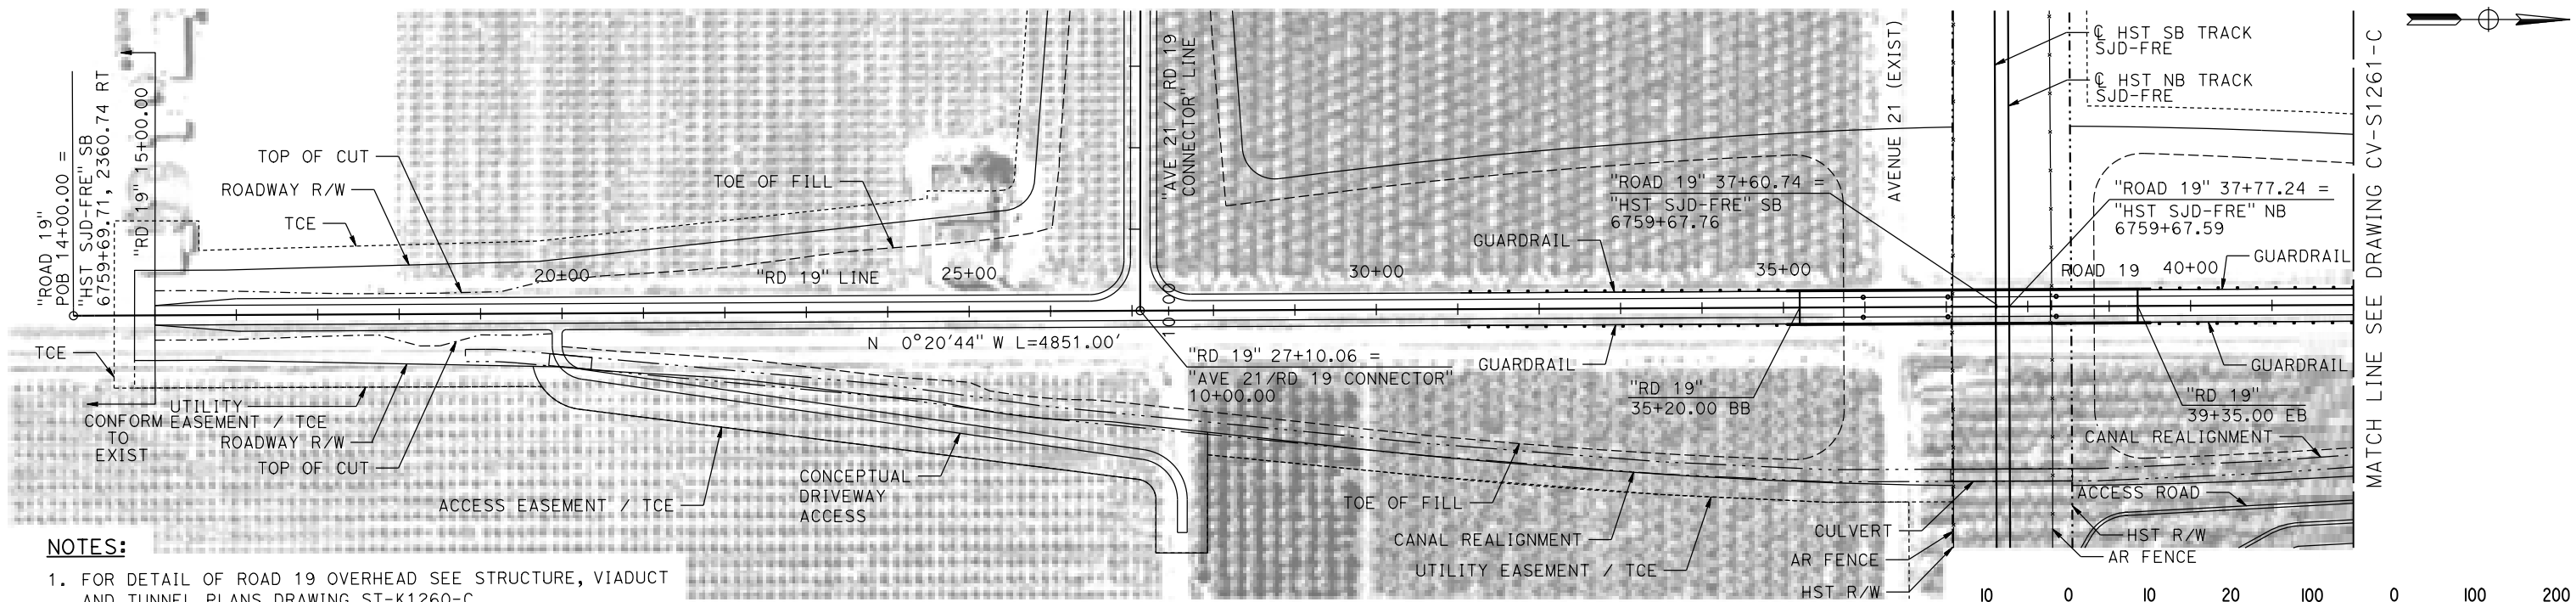 "ROAD 19"
POB 14+00.00 =
"HST SJD-FRE" SB
6759+69.71, 2360.74 RT
"RD 19" 15+00.00
TOP OF CUT
ROADWAY R/W
TCE
TOE OF FILL
20+00
"RD 19" LINE
25+00
"AVE 21 / RD 19
CONNECTOR" LINE
10+00
30+00
GUARDRAIL
"ROAD 19" 37+60.74 =
"HST SJD-FRE" SB
6759+67.76
35+00
AVENUE 21 (EXIST)
℄ HST SB TRACK
SJD-FRE
℄ HST NB TRACK
SJD-FRE
"ROAD 19" 37+77.24 =
"HST SJD-FRE" NB
6759+67.59
ROAD 19
40+00
GUARDRAIL
MATCH LINE SEE DRAWING CV-S1261-C
TCE
N 0°20'44" W L=4851.00'
"RD 19" 27+10.06 =
"AVE 21/RD 19 CONNECTOR"
10+00.00
GUARDRAIL
"RD 19"
35+20.00 BB
GUARDRAIL
"RD 19"
39+35.00 EB
UTILITY
EASEMENT / TCE
CONFORM
TO
EXIST
ROADWAY R/W
TOP OF CUT
ACCESS EASEMENT / TCE
CONCEPTUAL
DRIVEWAY
ACCESS
TOE OF FILL
CANAL REALIGNMENT
UTILITY EASEMENT / TCE
CANAL REALIGNMENT
ACCESS ROAD
CULVERT
AR FENCE
HST R/W
HST R/W
AR FENCE
NOTES:
1. FOR DETAIL OF ROAD 19 OVERHEAD SEE STRUCTURE, VIADUCT
AND TUNNEL PLANS DRAWING ST-K1260-C
10 0 10 20 100 0 100 200